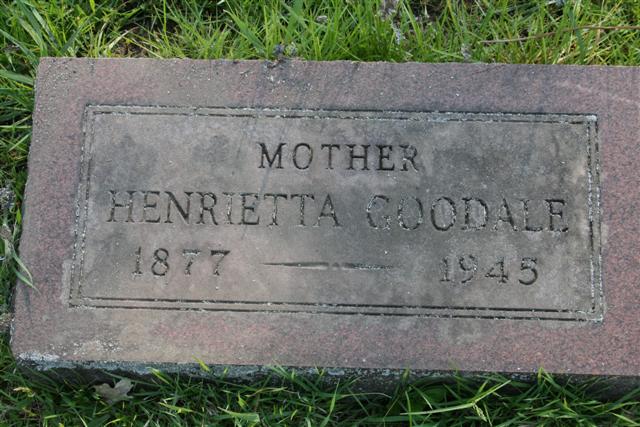 MOTHER
HENRIETTA GOODALE
1877 — 1945